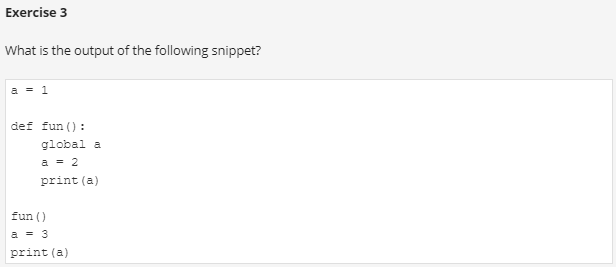 Exercise 3
What is the output of the following snippet?
a = 1
def fun():
    global a
    a = 2
    print(a)
fun()
a = 3
print(a)